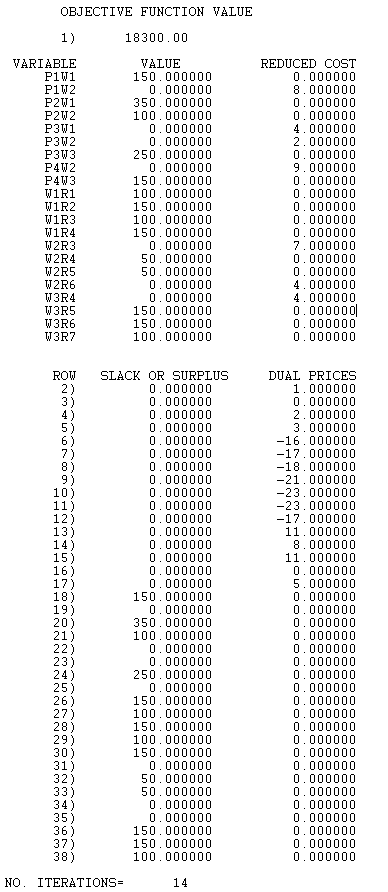 OBJECTIVE FUNCTION VALUE
1) 18300.00
VARIABLE VALUE REDUCED COST
P1W1 150.000000 0.000000
P1W2 0.000000 8.000000
P2W1 350.000000 0.000000
P2W2 100.000000 0.000000
P3W1 0.000000 4.000000
P3W2 0.000000 2.000000
P3W3 250.000000 0.000000
P4W2 0.000000 9.000000
P4W3 150.000000 0.000000
W1R1 100.000000 0.000000
W1R2 150.000000 0.000000
W1R3 100.000000 0.000000
W1R4 150.000000 0.000000
W2R3 0.000000 7.000000
W2R4 50.000000 0.000000
W2R5 50.000000 0.000000
W2R6 0.000000 4.000000
W3R4 0.000000 4.000000
W3R5 150.000000 0.000000
W3R6 150.000000 0.000000
W3R7 100.000000 0.000000
ROW SLACK OR SURPLUS DUAL PRICES
2) 0.000000 1.000000
3) 0.000000 0.000000
4) 0.000000 2.000000
5) 0.000000 3.000000
6) 0.000000 -16.000000
7) 0.000000 -17.000000
8) 0.000000 -18.000000
9) 0.000000 -21.000000
10) 0.000000 -23.000000
11) 0.000000 -23.000000
12) 0.000000 -17.000000
13) 0.000000 11.000000
14) 0.000000 8.000000
15) 0.000000 11.000000
16) 0.000000 0.000000
17) 0.000000 5.000000
18) 150.000000 0.000000
19) 0.000000 0.000000
20) 350.000000 0.000000
21) 100.000000 0.000000
22) 0.000000 0.000000
23) 0.000000 0.000000
24) 250.000000 0.000000
25) 0.000000 0.000000
26) 150.000000 0.000000
27) 100.000000 0.000000
28) 150.000000 0.000000
29) 100.000000 0.000000
30) 150.000000 0.000000
31) 0.000000 0.000000
32) 50.000000 0.000000
33) 50.000000 0.000000
34) 0.000000 0.000000
35) 0.000000 0.000000
36) 150.000000 0.000000
37) 150.000000 0.000000
38) 100.000000 0.000000
NO. ITERATIONS= 14